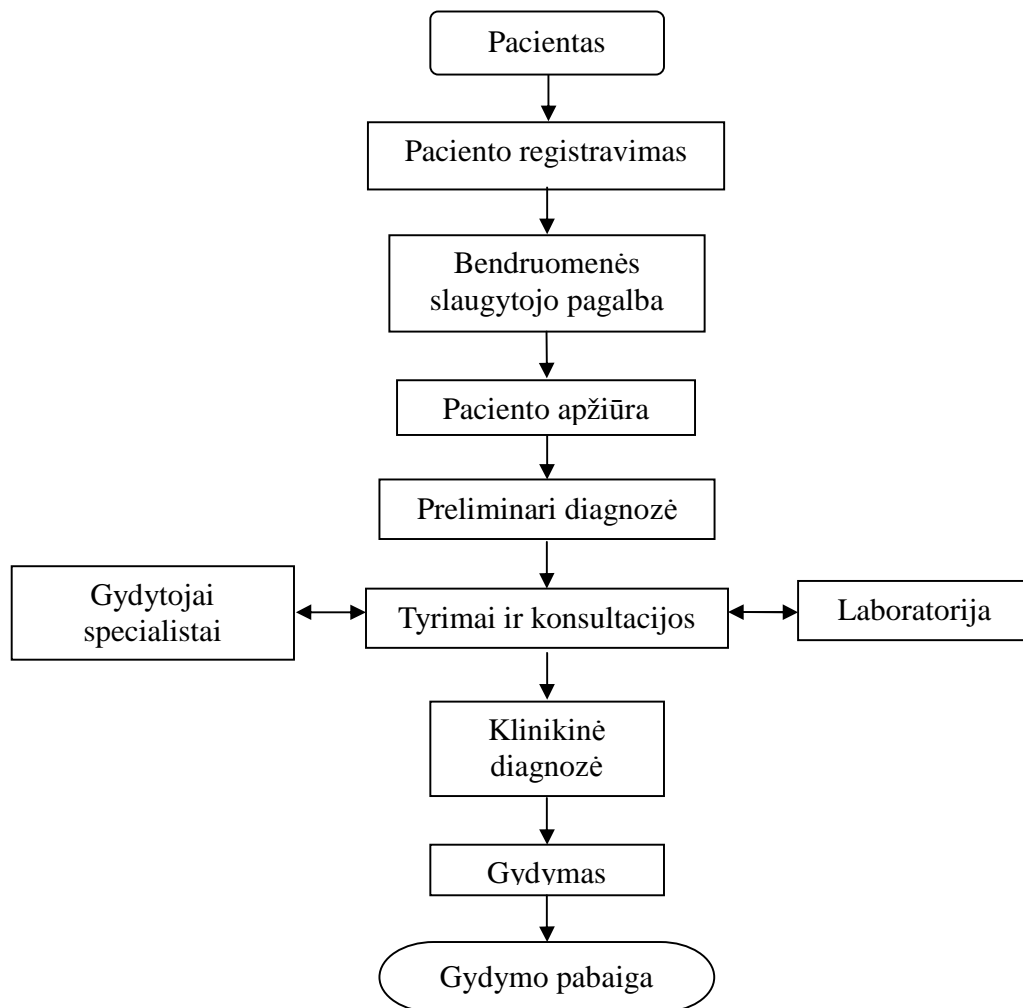 Pacientas
Paciento registravimas
Bendruomenės
slaugytojo pagalba
Paciento apžiūra
Preliminari diagnozė
Gydytojai
specialistai
Tyrimai ir konsultacijos
Laboratorija
Klinikinė
diagnozė
Gydymas
Gydymo pabaiga